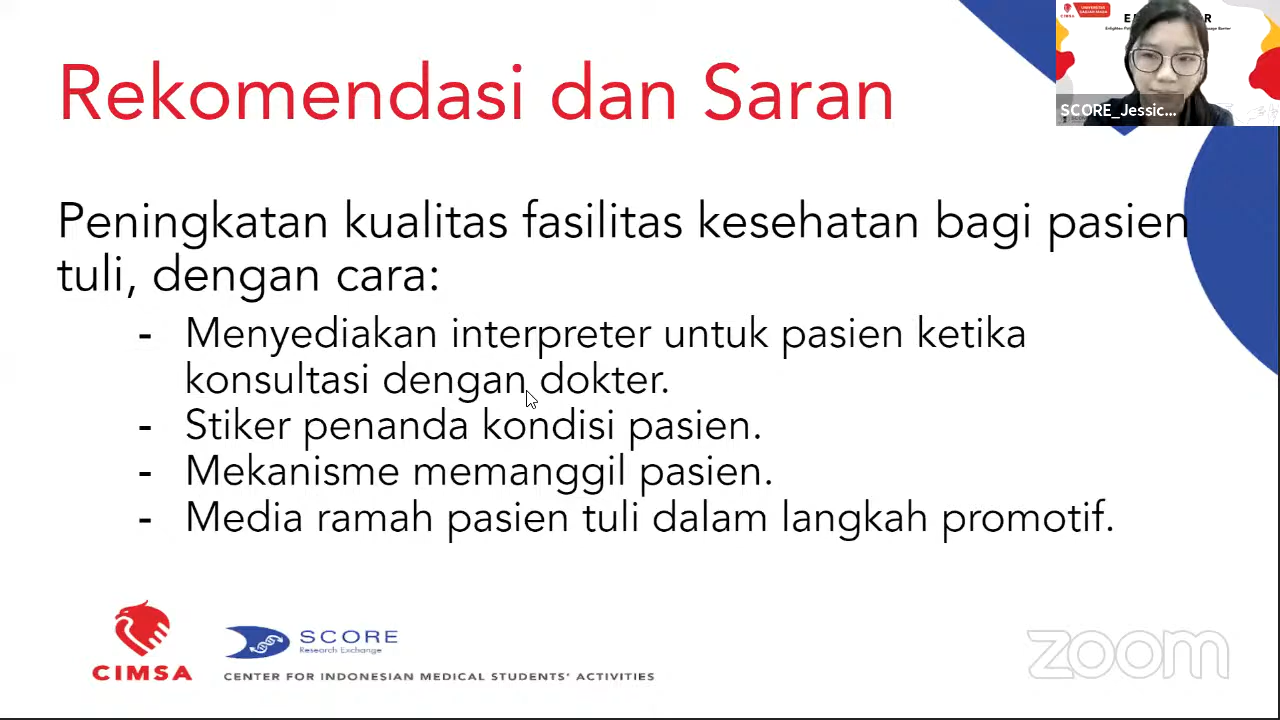 Rekomendasi dan Saran
SCORE_Jessic...
Peningkatan kualitas fasilitas kesehatan bagi pasien
tuli, dengan cara:
- Menyediakan interpreter untuk pasien ketika
konsultasi dengan dokter.
- Stiker penanda kondisi pasien.
- Mekanisme memanggil pasien.
- Media ramah pasien tuli dalam langkah promotif.
CIMSA
SCORE
Research Exchange
CENTER FOR INDONESIAN MEDICAL STUDENTS' ACTIVITIES
zoom